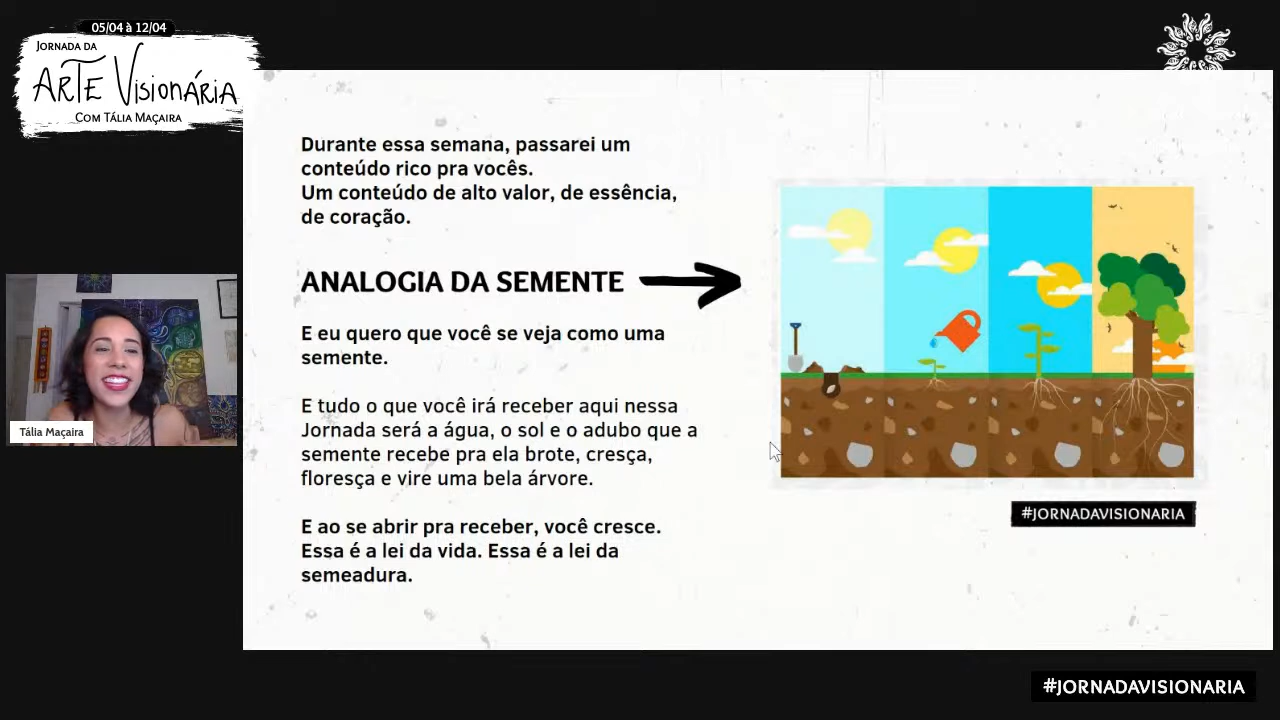 05/04 à 12/04
JORNADA DA
ARTE VISIONÁRIA
COM TÁLIA MAÇAIRA
Durante essa semana, passarei um
conteúdo rico pra vocês.
Um conteúdo de alto valor, de essência,
de coração.
ANALOGIA DA SEMENTE
E eu quero que você se veja como uma
semente.
E tudo o que você irá receber aqui nessa
Jornada será a água, o sol e o adubo que a
semente recebe pra ela brote, cresça,
floresça e vire uma bela árvore.
E ao se abrir pra receber, você cresce.
Essa é a lei da vida. Essa é a lei da
semeadura.
#JORNADAVISIONARIA
Tália Maçaira
#JORNADAVISIONARIA